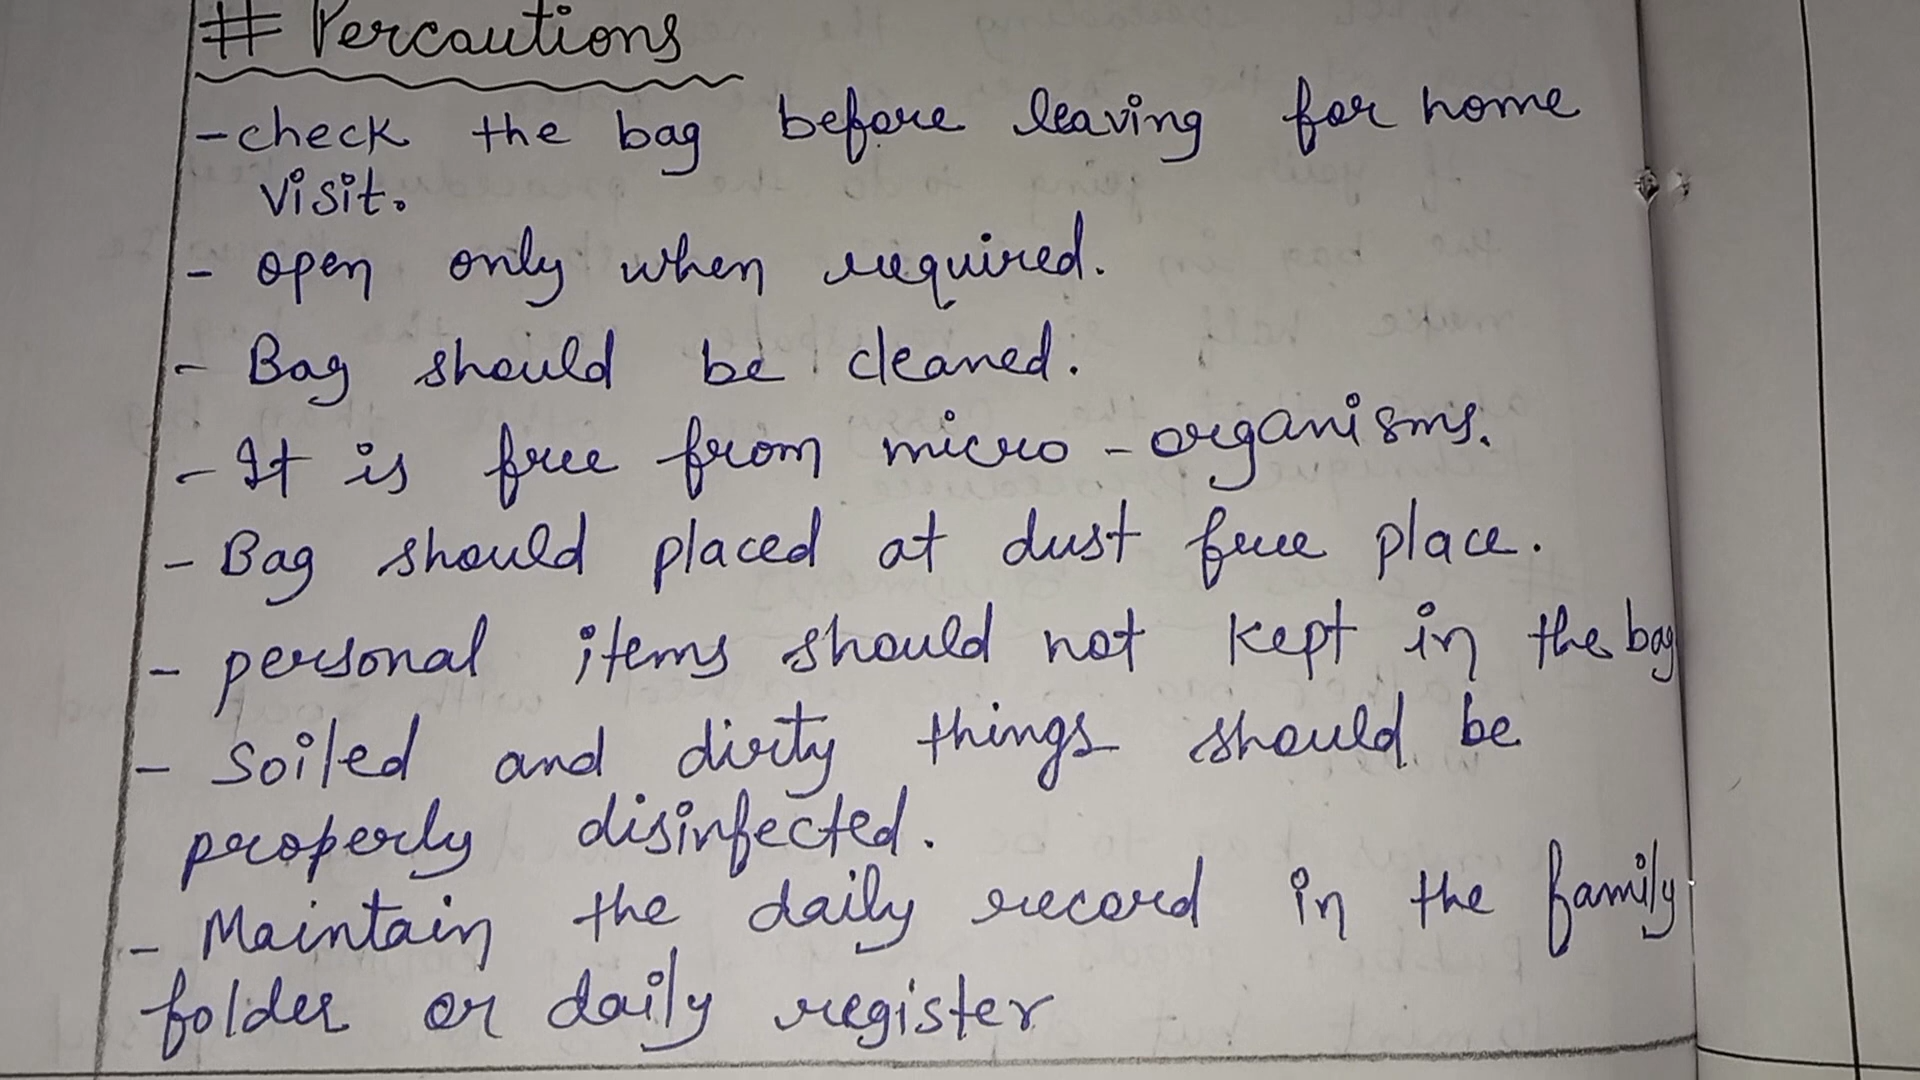 # Percautions
- check the bag before leaving for home
visit.
- open only when required.
- Bag should be cleaned.
- It is free from micro - organisms.
- Bag should placed at dust free place.
- personal items should not kept in the bag
- soiled and dirty things should be
properly disinfected.
- Maintain the daily record in the family
folder or daily register